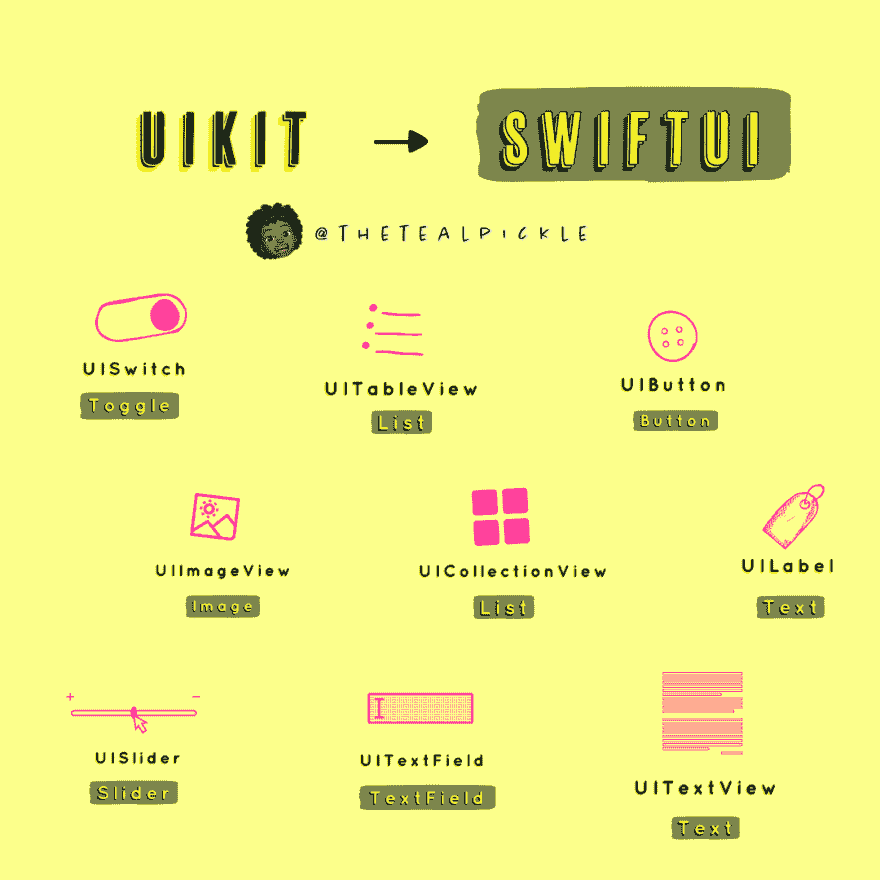 UIKIT → SWIFTUI
@THETEALPICKLE
UISwitch
Toggle
UITableView
List
UIButton
Button
UIImageView
Image
UICollectionView
List
UILabel
Text
+ −
UISlider
Slider
UITextField
TextField
UITextView
Text